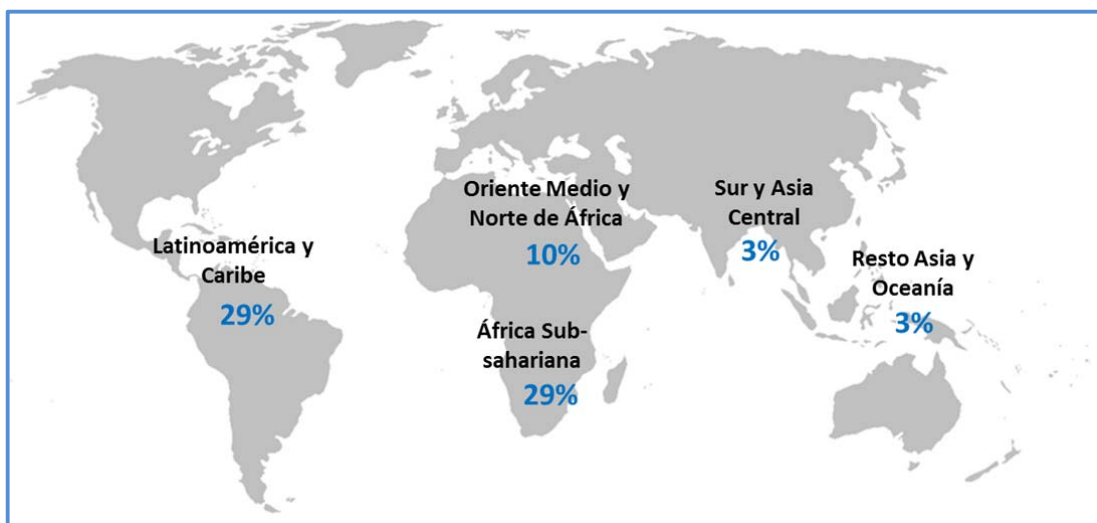 Oriente Medio y
Norte de África
10%
Sur y Asia
Central
3%
Latinoamérica y
Caribe
29%
Resto Asia y
Oceanía
3%
África Sub-
sahariana
29%